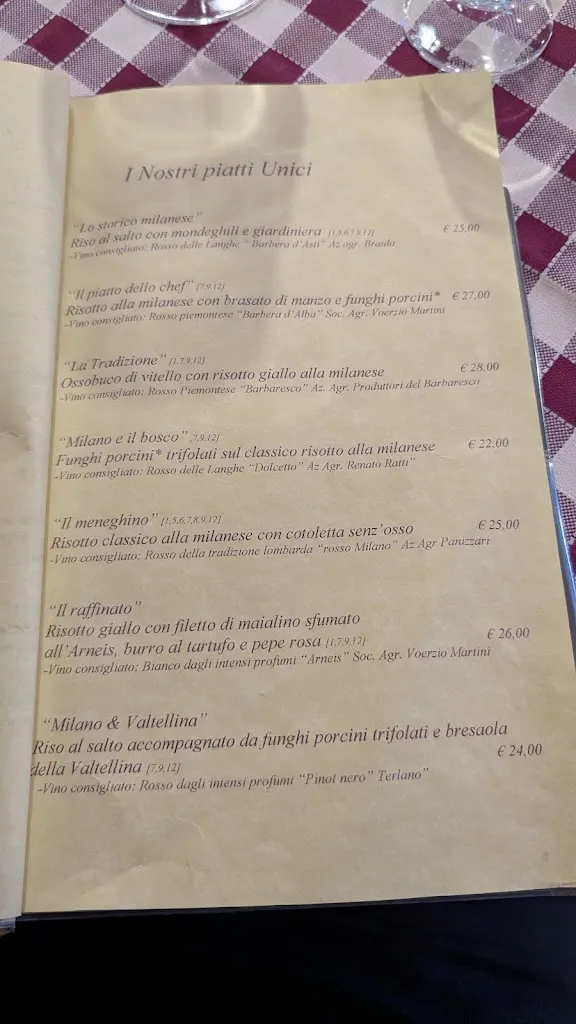 I Nostri piatti Unici
"Lo storico milanese"
Riso al salto con mondeghili e giardiniera [1,5,6,7,9,12] € 25,00
-Vino consigliato: Rosso delle Langhe " Barbera d'Asti" Az agr. Braida
"Il piatto dello chef" [7.9.12]
Risotto alla milanese con brasato di manzo e funghi porcini* € 27.00
-Vino consigliato: Rosso piemontese "Barbera d'Alba" Soc. Agr. Voerzio Martini
"La Tradizione" [1.7.9.12]
Ossobuco di vitello con risotto giallo alla milanese € 28.00
-Vino consigliato: Rosso Piemontese "Barbaresco" Az. Agr. Produttori del Barbaresco
"Milano e il bosco" ,7.9.12]
Funghi porcini* trifolati sul classico risotto alla milanese € 22.00
-Vino consigliato: Rosso delle Langhe "Dolcetto" Az Agr. Renato Ratti"
"Il meneghino" [1,5,6,7,8,9,12]
Risotto classico alla milanese con cotoletta senz'osso € 25,00
-Vino consigliato: Rosso della tradizione lombarda "rosso Milano" Az Agr Panizzari
"Il raffinato"
Risotto giallo con filetto di maialino sfumato
all'Arneis, burro al tartufo e pepe rosa [1,7,9,12] € 26,00
-Vino consigliato: Bianco dagli intensi profumi "Arneis" Soc. Agr. Voerzio Martini
"Milano & Valtellina"
Riso al salto accompagnato da funghi porcini trifolati e bresaola
della Valtellina [7,9,12] € 24,00
-Vino consigliato: Rosso dagli intensi profumi "Pinot nero" Terlano"